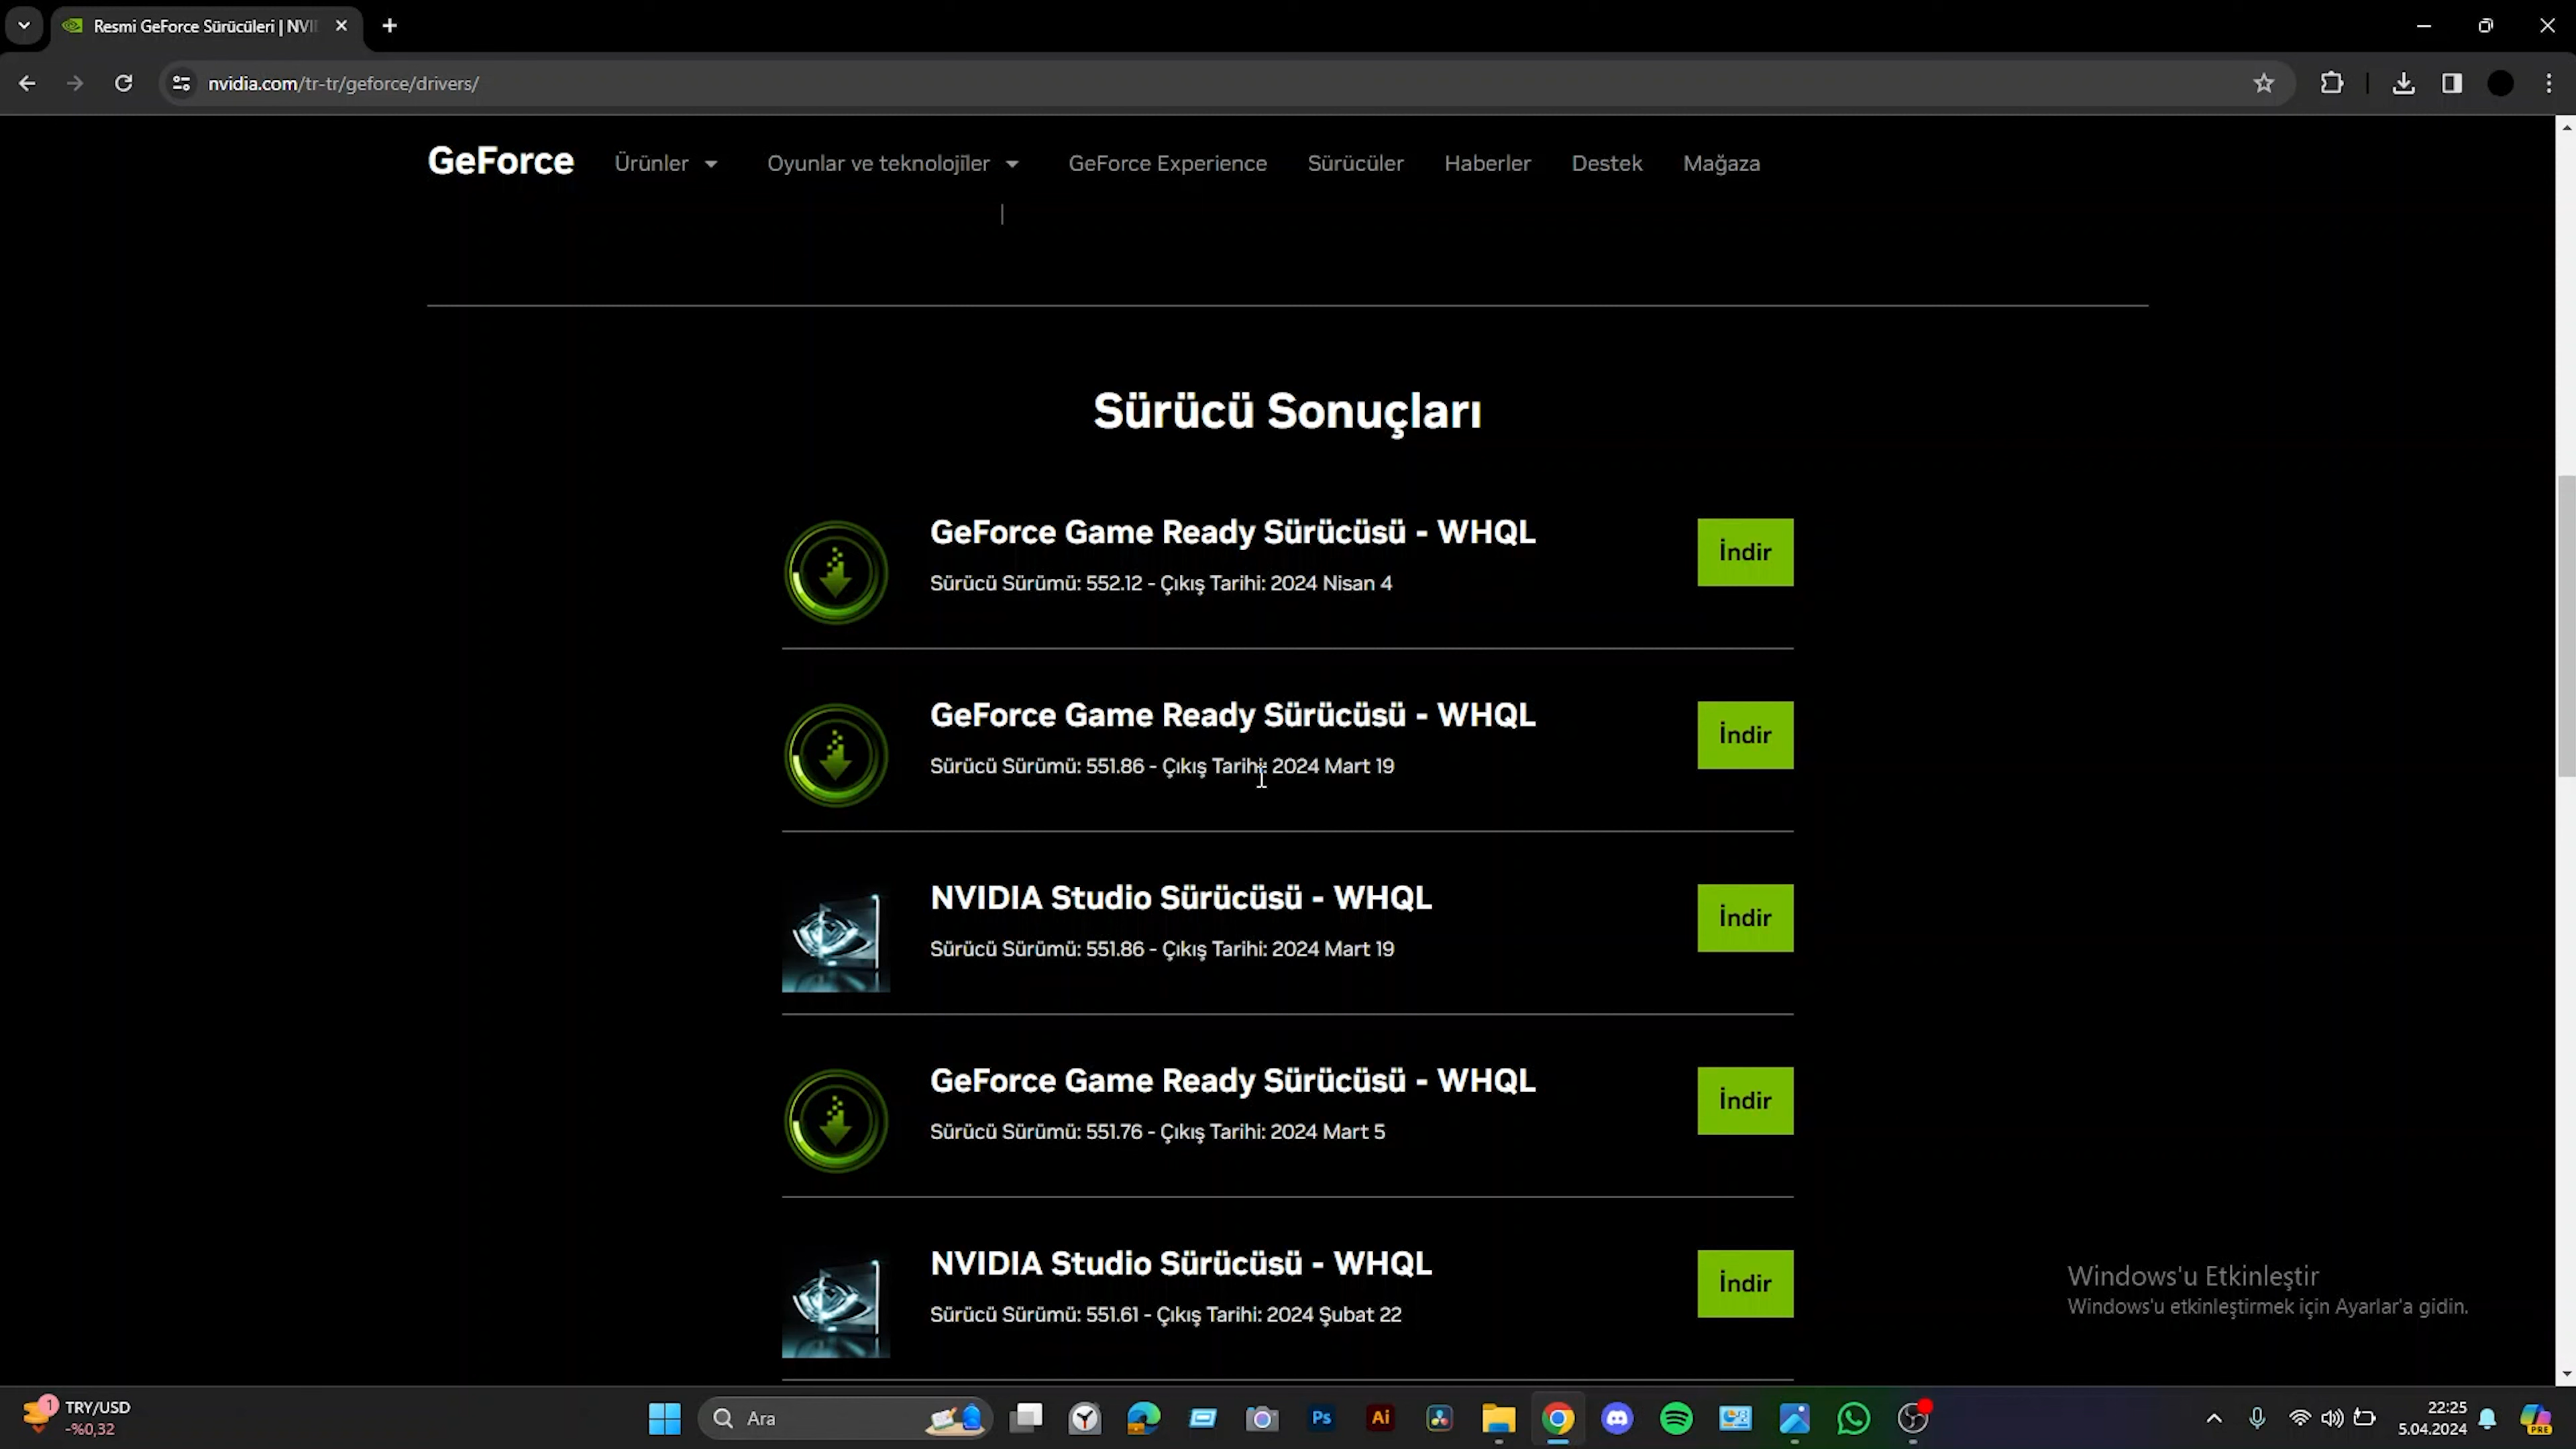 Resmi GeForce Sürücüleri | NVI
nvidia.com/tr-tr/geforce/drivers/
GeForce Ürünler Oyunlar ve teknolojiler GeForce Experience Sürücüler Haberler Destek Mağaza
Sürücü Sonuçları
GeForce Game Ready Sürücüsü - WHQL
İndir
Sürücü Sürümü: 552.12 - Çıkış Tarihi: 2024 Nisan 4
GeForce Game Ready Sürücüsü - WHQL
İndir
Sürücü Sürümü: 551.86 - Çıkış Tarihi: 2024 Mart 19
NVIDIA Studio Sürücüsü - WHQL
İndir
Sürücü Sürümü: 551.86 - Çıkış Tarihi: 2024 Mart 19
GeForce Game Ready Sürücüsü - WHQL
İndir
Sürücü Sürümü: 551.76 - Çıkış Tarihi: 2024 Mart 5
NVIDIA Studio Sürücüsü - WHQL
İndir
Sürücü Sürümü: 551.61 - Çıkış Tarihi: 2024 Şubat 22
Windows'u Etkinleştir
Windows'u etkinleştirmek için Ayarlar'a gidin.
1
TRY/USD
-%0,32
Ara
Ps
Ai
22:25
5.04.2024
PRE